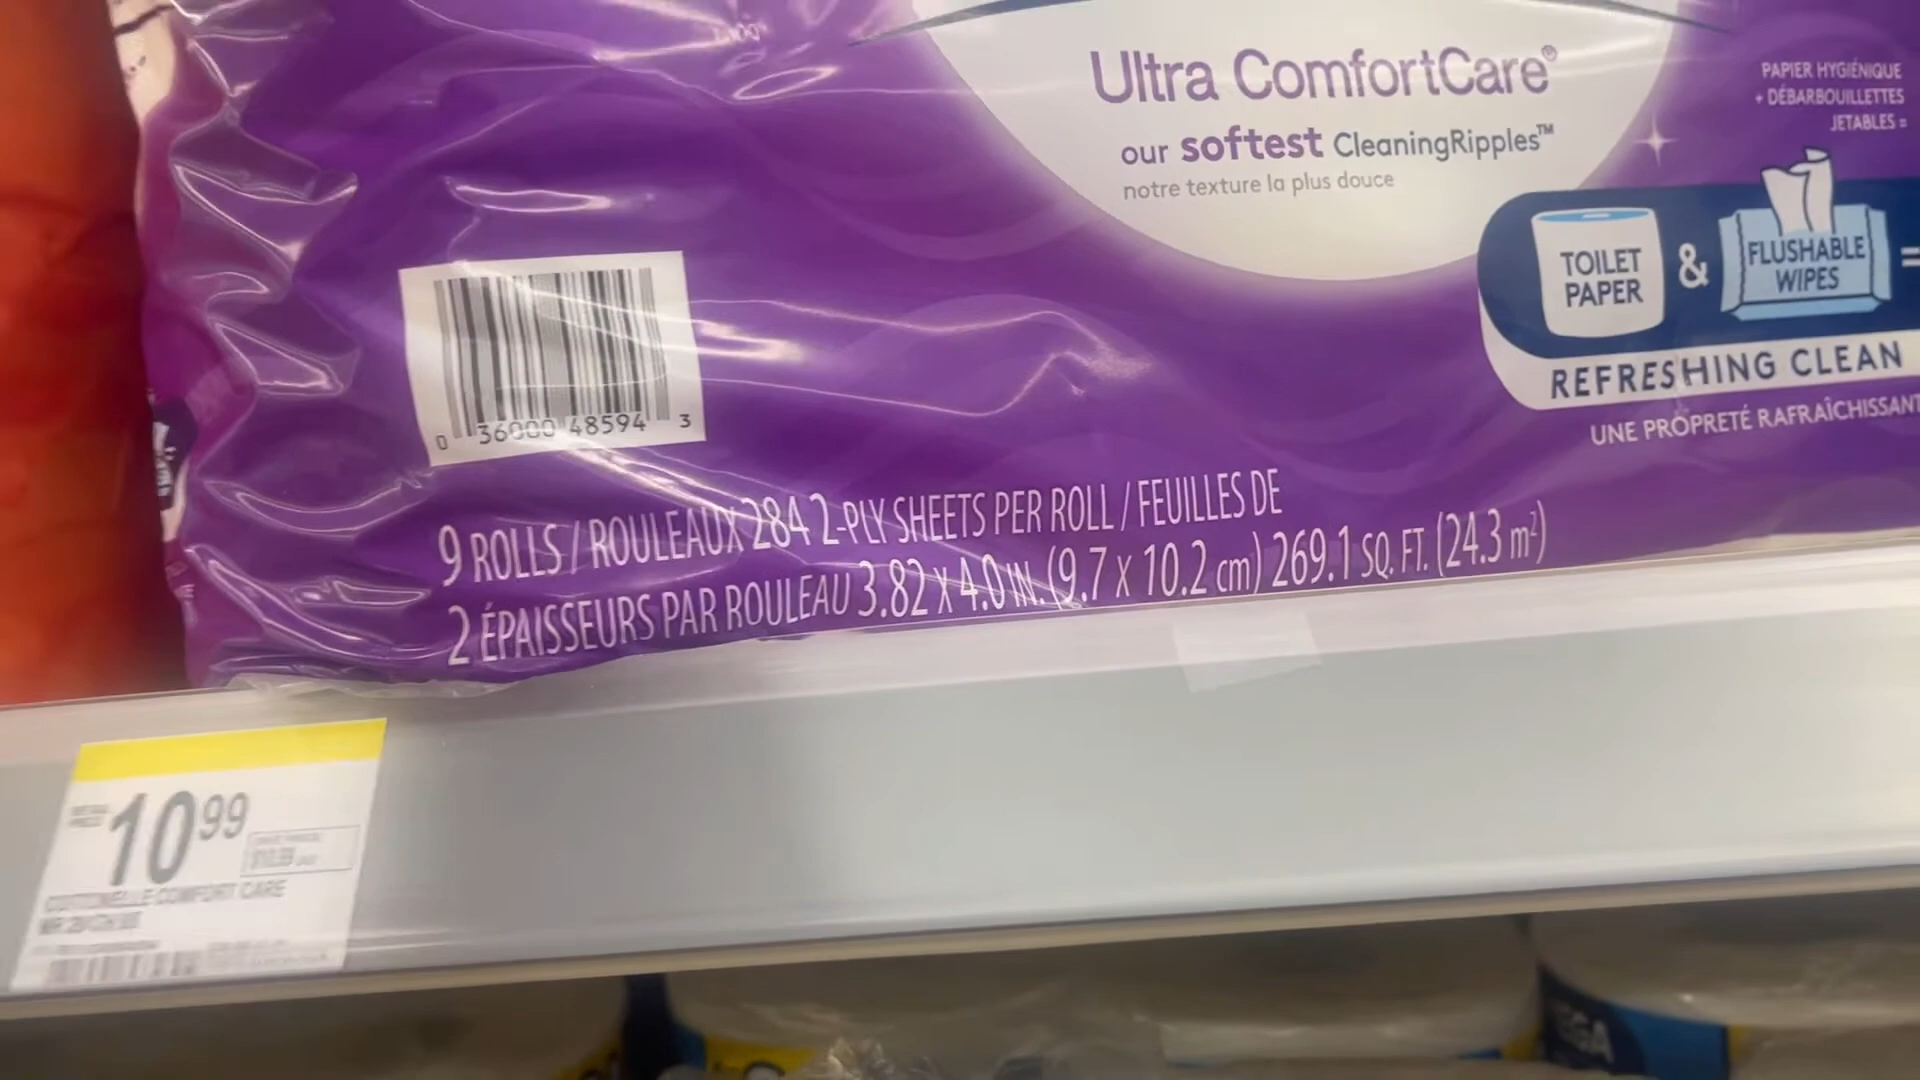 Ultra ComfortCare®
our softest CleaningRipples™
notre texture la plus douce
PAPIER HYGIÉNIQUE
+ DÉBARBOUILLETTES
JETABLES =
TOILET
PAPER
&
FLUSHABLE
WIPES
=
REFRESHING CLEAN
UNE PROPRETÉ RAFRAÎCHISSANT
0 36000 48594 3
9 ROLLS / ROULEAUX 284 2-PLY SHEETS PER ROLL / FEUILLES DE
2 ÉPAISSEURS PAR ROULEAU 3.82 X 4.0 IN. (9.7 X 10.2 cm) 269.1 SQ. FT. (24.3 m²)
10 99
COTTONELLE COMFORT CARE